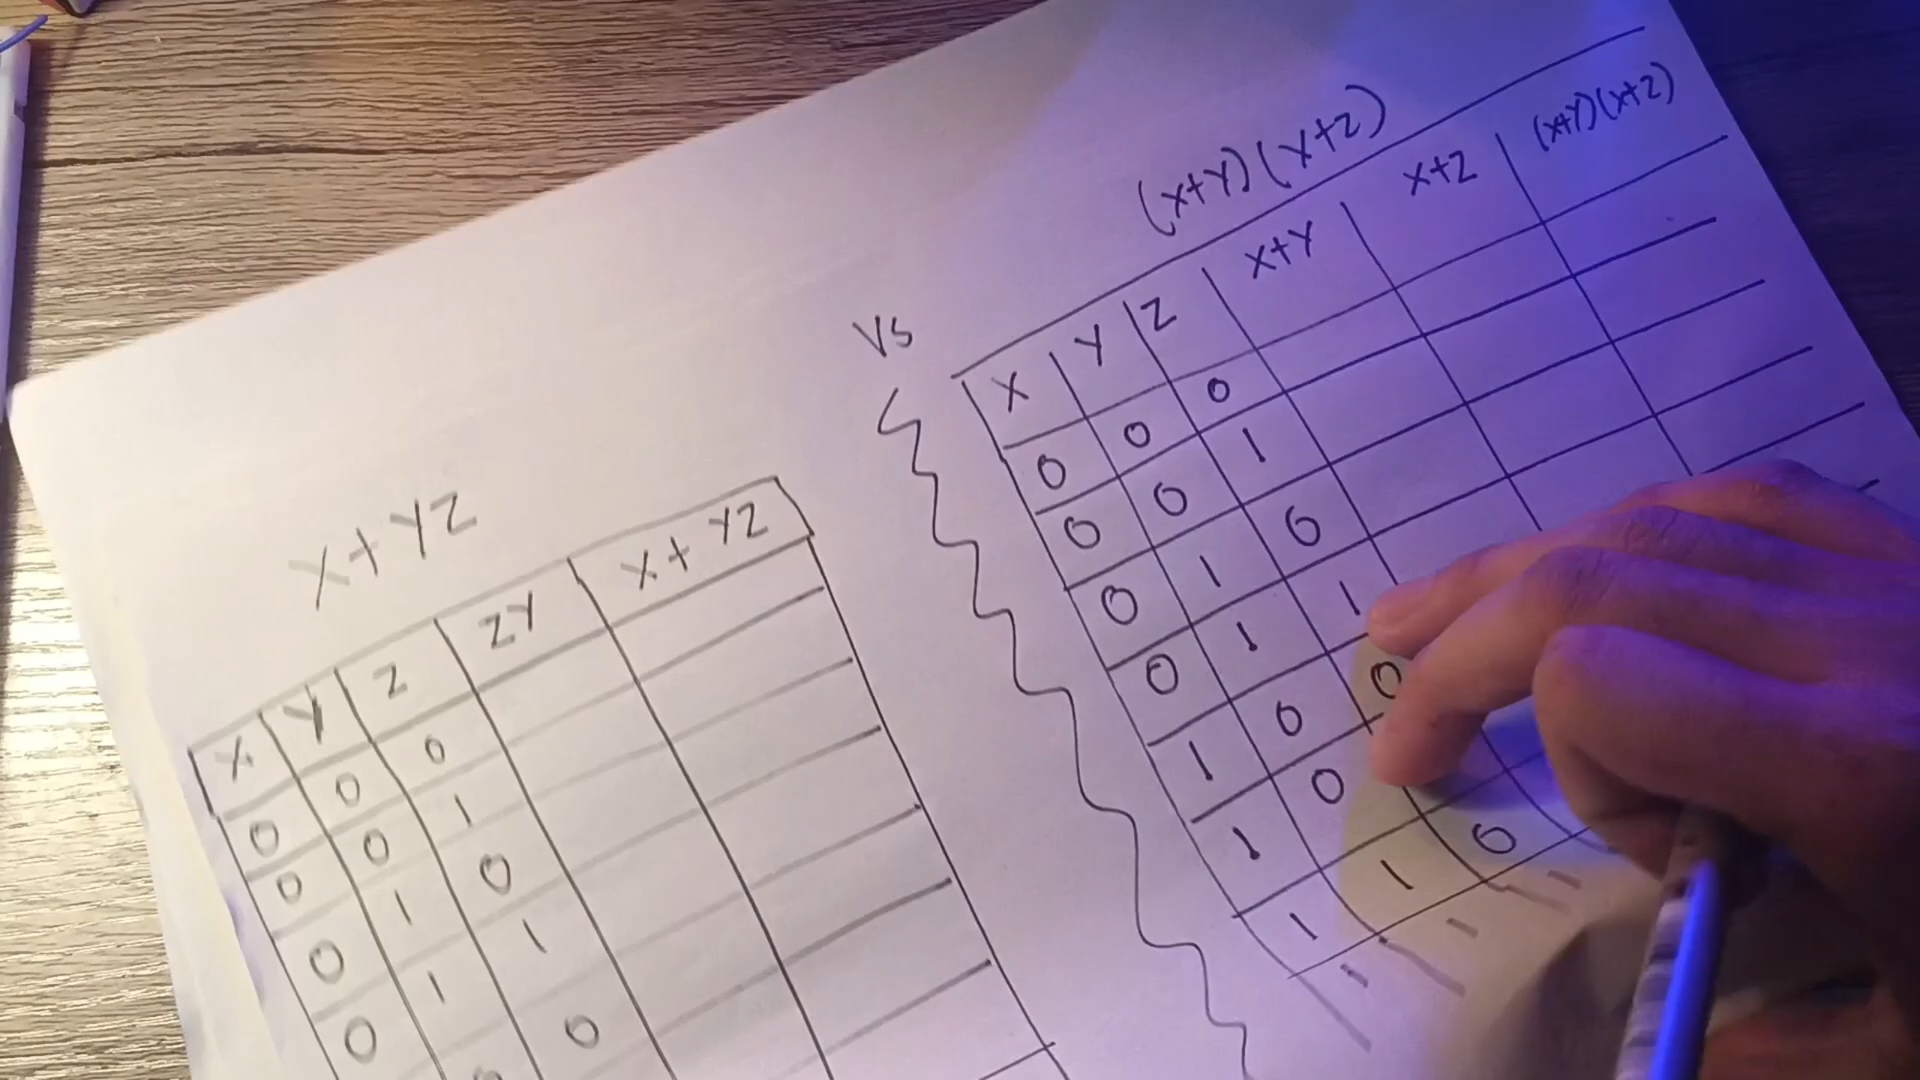 X+YZ
X Y Z ZY X+YZ
0 0 0
0 0 1
0 1 0
0 1 1
0 0
VS
(X+Y)(X+Z)
X Y Z X+Y X+Z (X+Y)(X+Z)
0 0 0
0 0 1
0 1 0
0 1 1
1 0 0
1 0
1 1 0
1 1 1